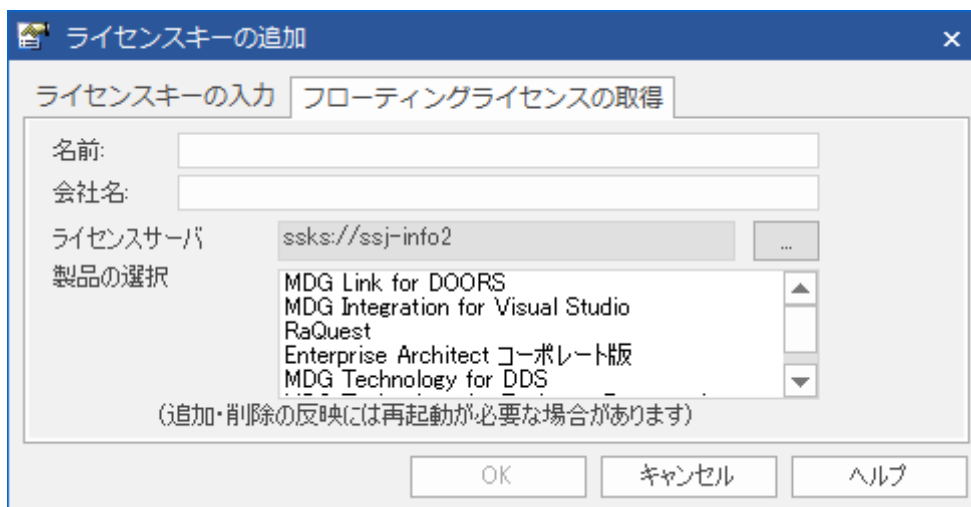 ライセンスキーの追加
ライセンスキーの入力 フローティングライセンスの取得
名前:
会社名:
ライセンスサーバ ssks://ssj-info2 ...
製品の選択
MDG Link for DOORS
MDG Integration for Visual Studio
RaQuest
Enterprise Architect コーポレート版
MDG Technology for DDS
(追加・削除の反映には再起動が必要な場合があります)
OK キャンセル ヘルプ